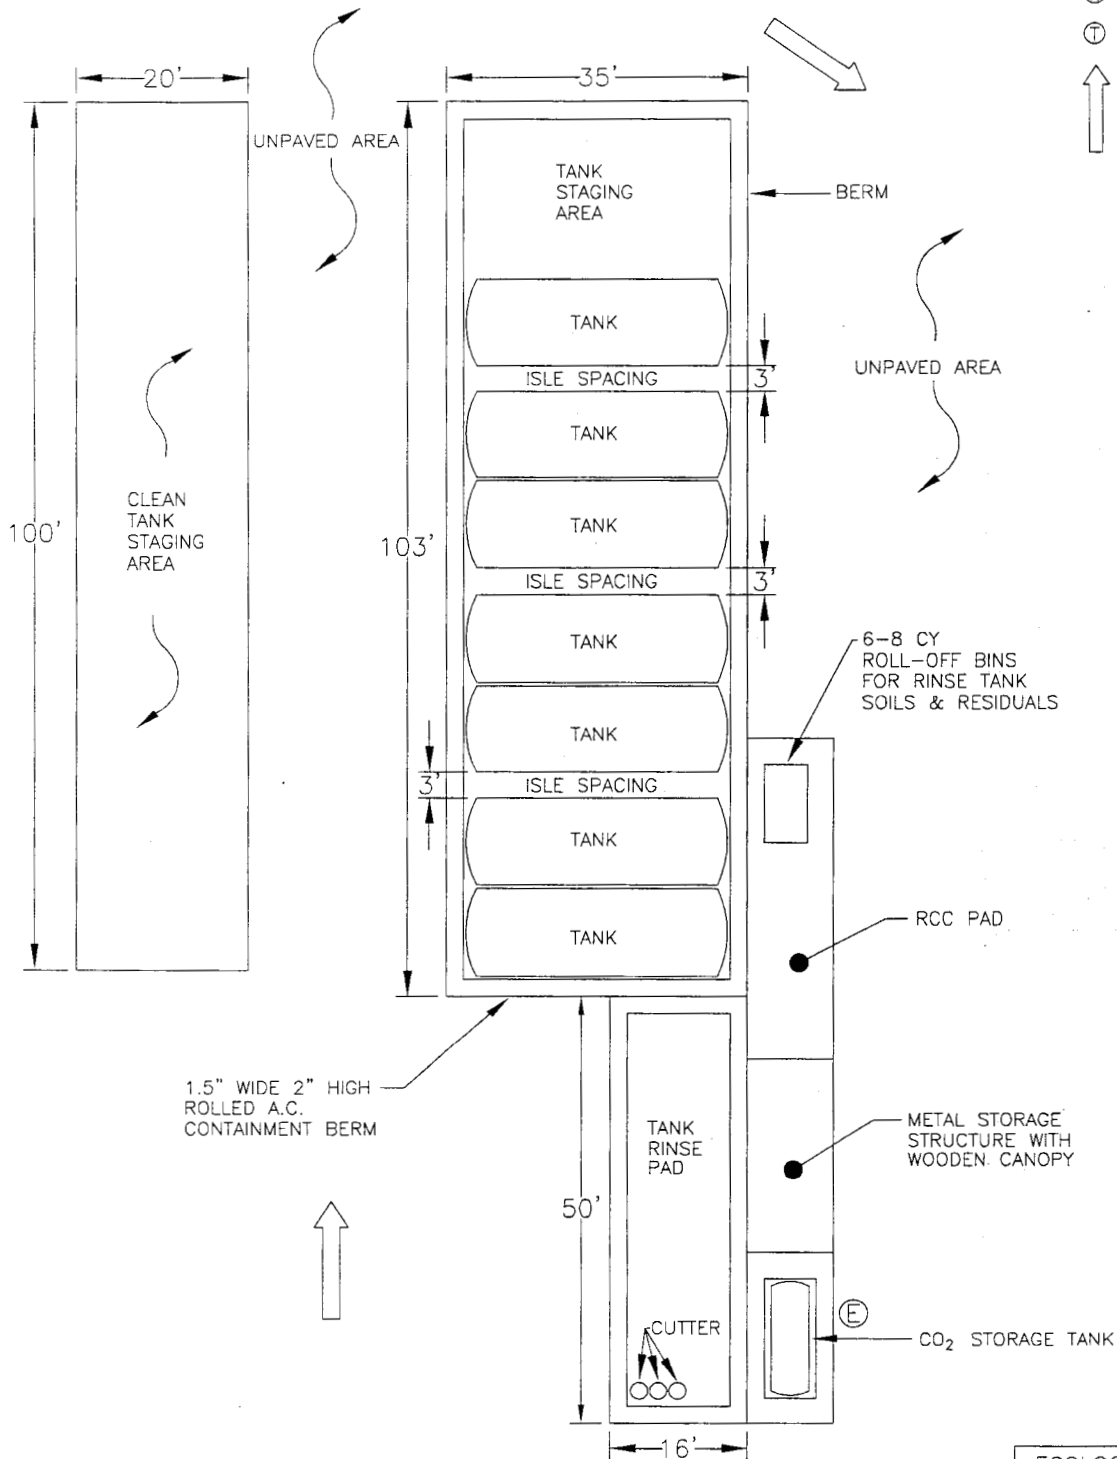 T
20'
35'
UNPAVED AREA
TANK
STAGING
AREA
BERM
TANK
ISLE SPACING
3'
UNPAVED AREA
TANK
CLEAN
TANK
STAGING
AREA
100'
103'
TANK
ISLE SPACING
3'
TANK
6-8 CY
ROLL-OFF BINS
FOR RINSE TANK
SOILS & RESIDUALS
TANK
3'
ISLE SPACING
TANK
RCC PAD
TANK
1.5" WIDE 2" HIGH
ROLLED A.C.
CONTAINMENT BERM
TANK
RINSE
PAD
METAL STORAGE
STRUCTURE WITH
WOODEN CANOPY
50'
E
CUTTER
CO₂ STORAGE TANK
16'